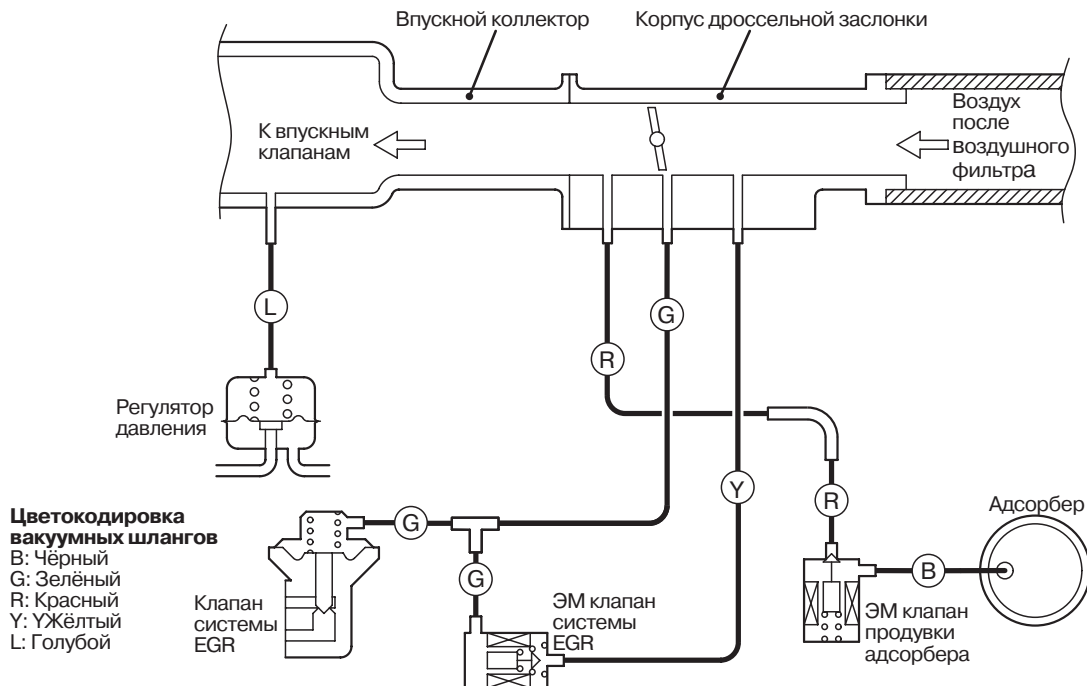 Впускной коллектор
Корпус дроссельной заслонки
К впускным
клапанам
Воздух
после
воздушного
фильтра
L
G
R
Регулятор
давления
Y
R
G
G
B
Адсорбер
Цветокодировка
вакуумных шлангов
B: Чёрный
G: Зелёный
R: Красный
Y: YЖёлтый
L: Голубой
Клапан
системы
EGR
ЭМ клапан
системы
EGR
ЭМ клапан
продувки
адсорбера